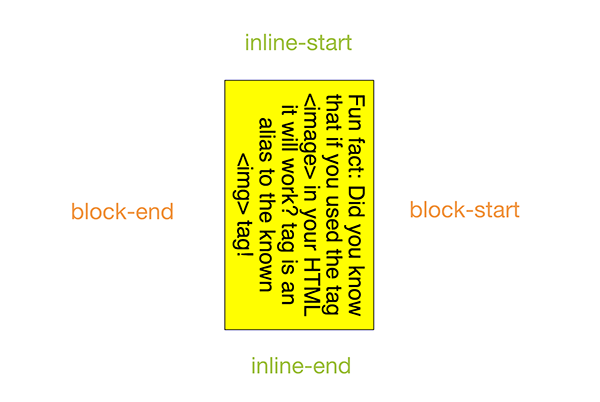 inline-start
Fun fact: Did you know
that if you used the tag
<image> in your HTML
it will work? tag is an
alias to the known
<img> tag!
block-end
block-start
inline-end